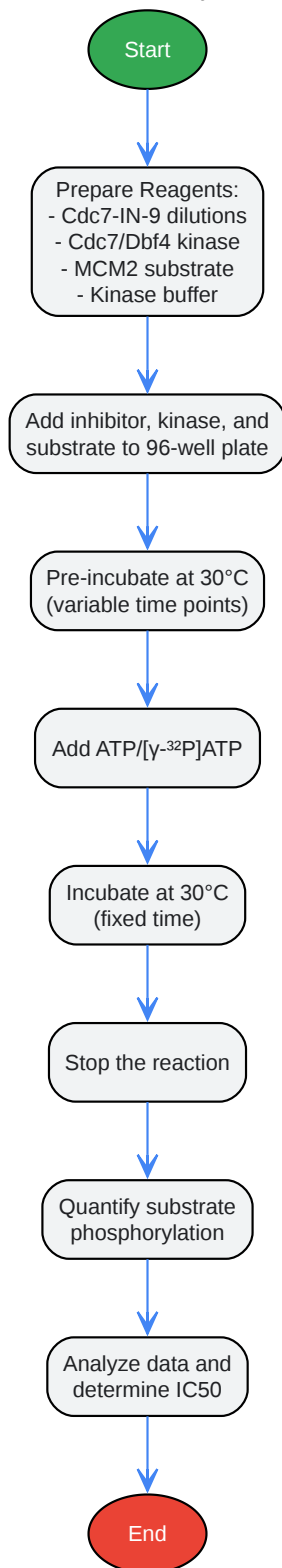 Start
Prepare Reagents:
- Cdc7-IN-9 dilutions
- Cdc7/Dbf4 kinase
- MCM2 substrate
- Kinase buffer
Add inhibitor, kinase, and
substrate to 96-well plate
Pre-incubate at 30°C
(variable time points)
Add ATP/[γ-³²P]ATP
Incubate at 30°C
(fixed time)
Stop the reaction
Quantify substrate
phosphorylation
Analyze data and
determine IC50
End